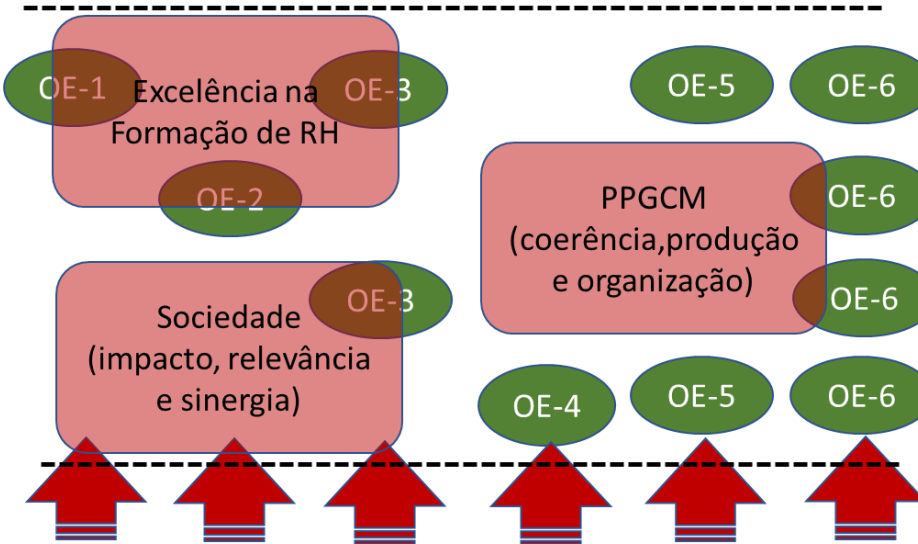 OE-1
Excelência na
Formação de RH
OE-3
OE-2
Sociedade
(impacto, relevância
e sinergia)
OE-3
OE-5
OE-6
PPGCM
(coerência,produção
e organização)
OE-6
OE-6
OE-4
OE-5
OE-6